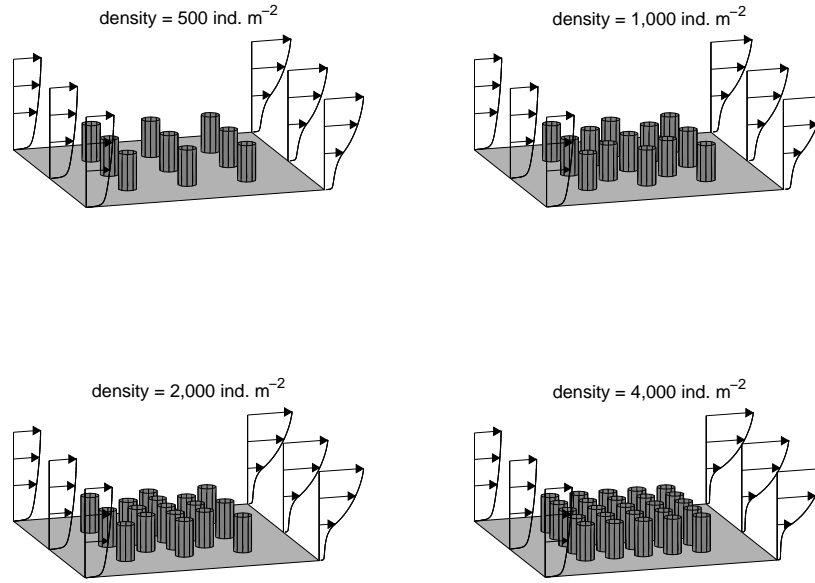 density = 500 ind. m⁻²
density = 1,000 ind. m⁻²
density = 2,000 ind. m⁻²
density = 4,000 ind. m⁻²